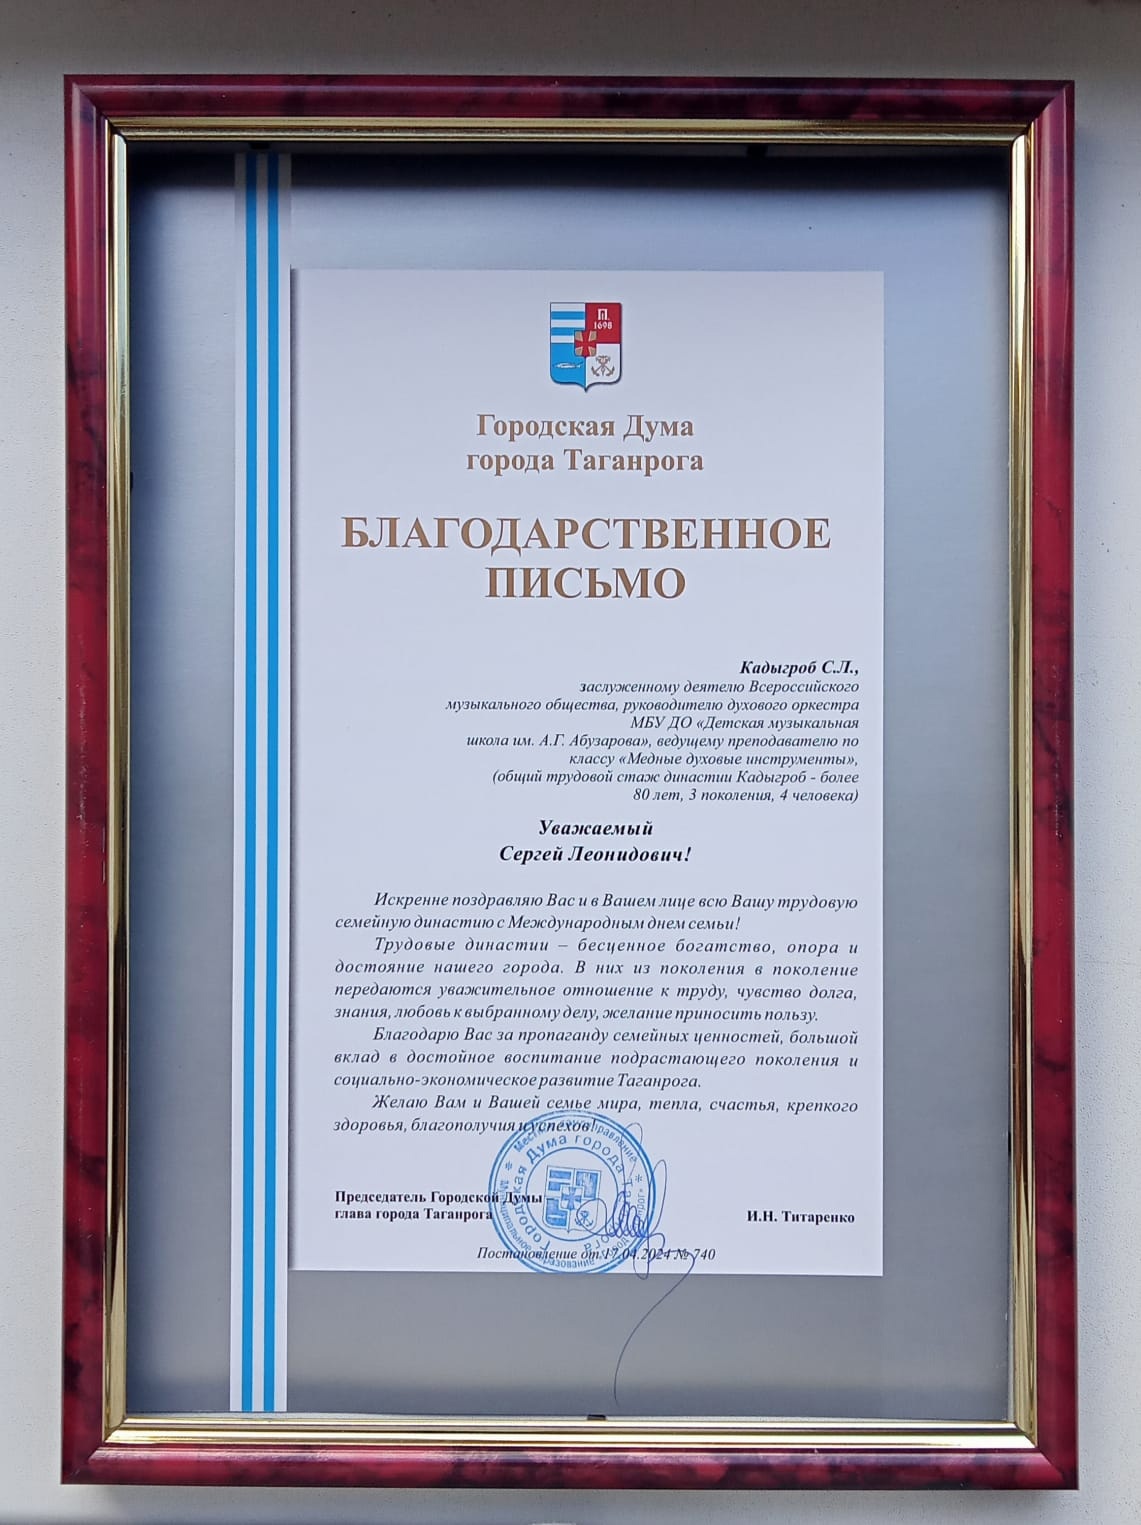 П.
1698
Городская Дума
города Таганрога
БЛАГОДАРСТВЕННОЕ
ПИСЬМО
Кадыгроб С.Л.,
заслуженному деятелю Всероссийского
музыкального общества, руководителю духового оркестра
МБУ ДО «Детская музыкальная
школа им. А.Г. Абузарова», ведущему преподавателю по
классу «Медные духовые инструменты»,
(общий трудовой стаж династии Кадыгроб - более
80 лет, 3 поколения, 4 человека)
Уважаемый
Сергей Леонидович!
Искренне поздравляю Вас и в Вашем лице всю Вашу трудовую
семейную династию с Международным днем семьи!
Трудовые династии – бесценное богатство, опора и
достояние нашего города. В них из поколения в поколение
передаются уважительное отношение к труду, чувство долга,
знания, любовь к выбранному делу, желание приносить пользу.
Благодарю Вас за пропаганду семейных ценностей, большой
вклад в достойное воспитание подрастающего поколения и
социально-экономическое развитие Таганрога.
Желаю Вам и Вашей семье мира, тепла, счастья, крепкого
здоровья, благополучия и успехов!
Председатель Городской Думы
глава города Таганрога
И.Н. Титаренко
Городская Дума города Таганрога
Постановление от 17.04.2024 № 740